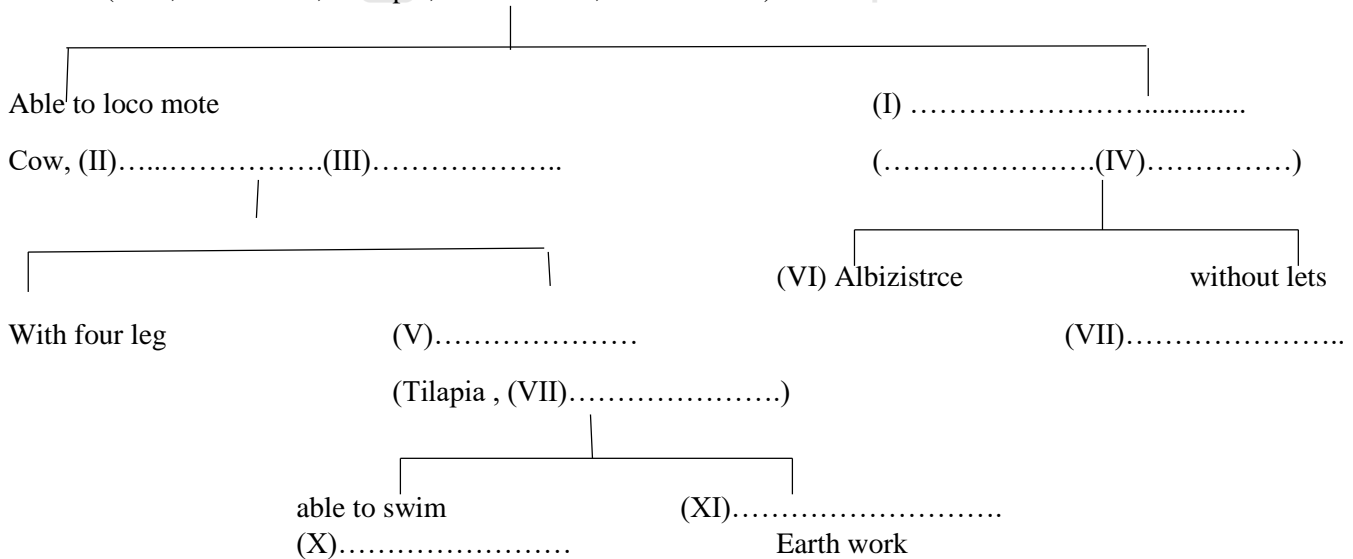 Able to loco mote (I) …………………….............
Cow, (II)…...…………….(III)……………….
(………………….(IV)……………)
(VI) Albizistrce without lets
With four leg (V)………………… (VII)…………………..
(Tilapia , (VII)………………….)
able to swim (XI)……………………….
(X)…………………… Earth work